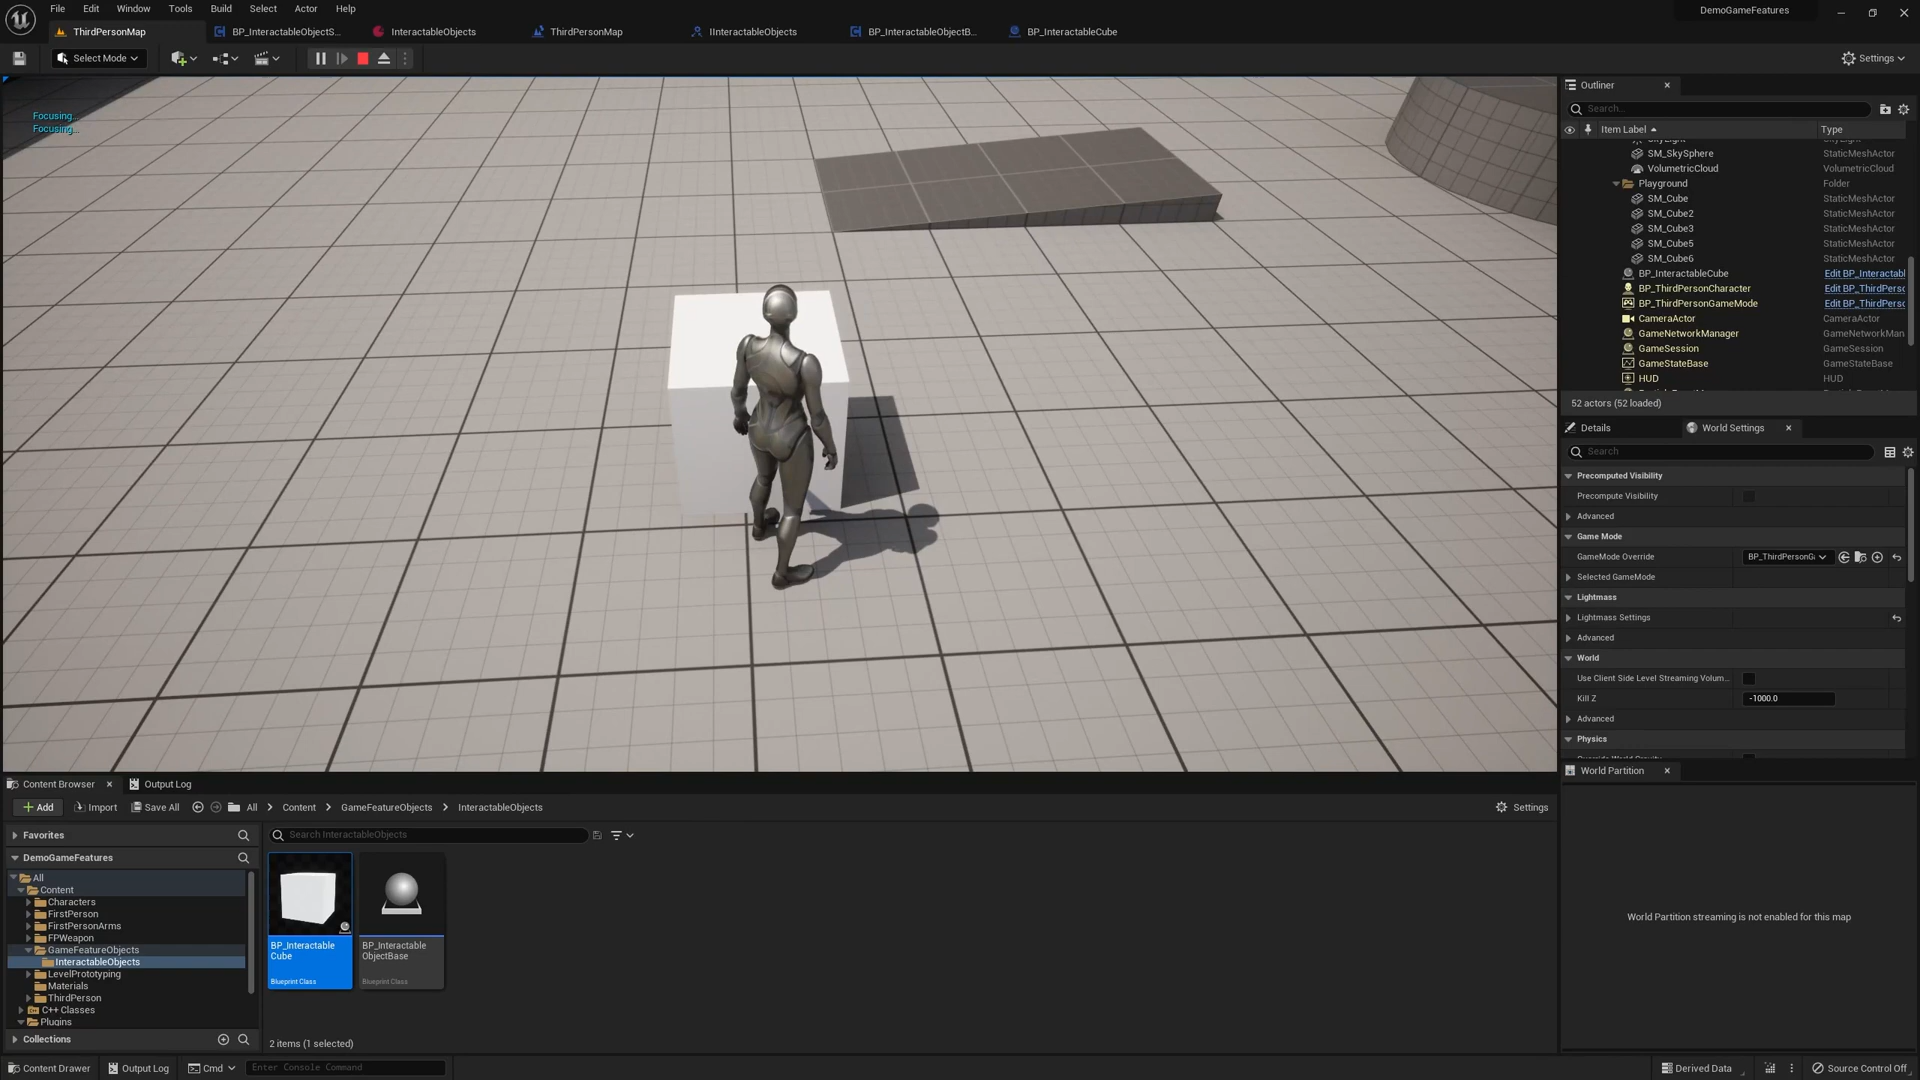 File Edit Window Tools Build Select Actor Help
DemoGameFeatures
ThirdPersonMap
BP_InteractableObjectS...
InteractableObjects
ThirdPersonMap
IInteractableObjects
BP_InteractableObjectB...
BP_InteractableCube
Select Mode
Settings
Focusing...
Focusing...
Outliner
Search...
Item Label
Type
SM_SkySphere StaticMeshActor
VolumetricCloud VolumetricCloud
Playground Folder
SM_Cube StaticMeshActor
SM_Cube2 StaticMeshActor
SM_Cube3 StaticMeshActor
SM_Cube5 StaticMeshActor
SM_Cube6 StaticMeshActor
BP_InteractableCube Edit BP_Interactabl
BP_ThirdPersonCharacter Edit BP_ThirdPersc
BP_ThirdPersonGameMode Edit BP_ThirdPersc
CameraActor CameraActor
GameNetworkManager GameNetworkMan
GameSession GameSession
GameStateBase GameStateBase
HUD HUD
52 actors (52 loaded)
Details
World Settings
Search
Precomputed Visibility
Precompute Visibility
Advanced
Game Mode
GameMode Override BP_ThirdPersonG
Selected GameMode
Lightmass
Lightmass Settings
Advanced
World
Use Client Side Level Streaming Volum...
Kill Z -1000.0
Advanced
Physics
World Partition
World Partition streaming is not enabled for this map
Content Browser
Output Log
Add Import Save All All Content GameFeatureObjects InteractableObjects
Settings
Favorites
Search InteractableObjects
DemoGameFeatures
All
Content
Characters
FirstPerson
FirstPersonArms
FPWeapon
GameFeatureObjects
InteractableObjects
LevelPrototyping
Materials
ThirdPerson
C++ Classes
Plugins
Collections
BP_Interactable
Cube
Blueprint Class
BP_Interactable
ObjectBase
Blueprint Class
2 items (1 selected)
Content Drawer Output Log Cmd Enter Console Command
Derived Data Source Control Off